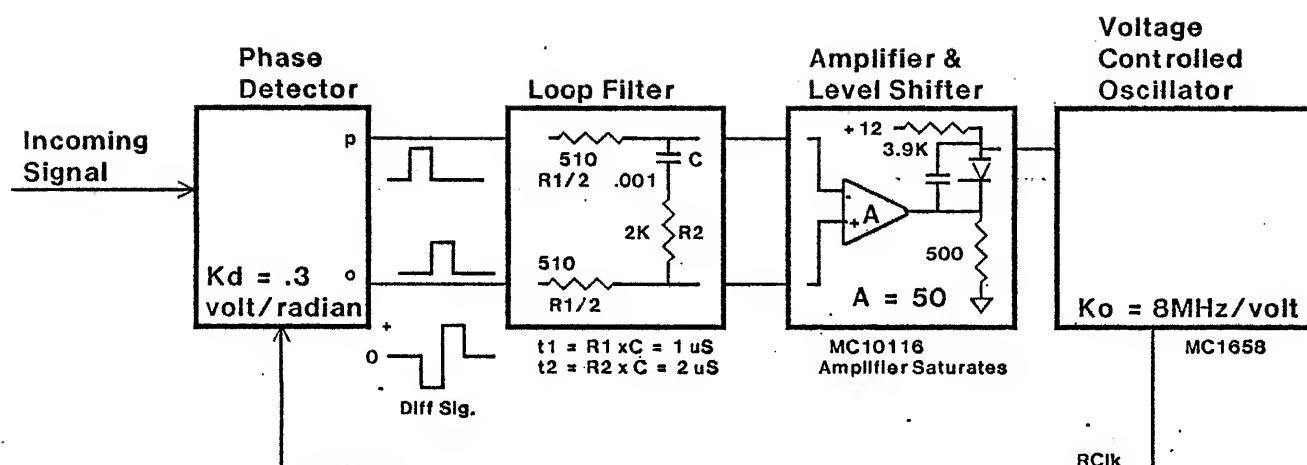 Incoming
Signal
Phase
Detector
p
o
Kd = .3
volt/radian
+
0
Diff Sig.
Loop Filter
510
R1/2
.001
C
2K
R2
510
R1/2
t1 = R1 xC = 1 uS
t2 = R2 x C = 2 uS
Amplifier &
Level Shifter
+12
3.9K
-
+
A
500
A = 50
MC10116
Amplifier Saturates
Voltage
Controlled
Oscillator
Ko = 8MHz/volt
MC1658
RClk